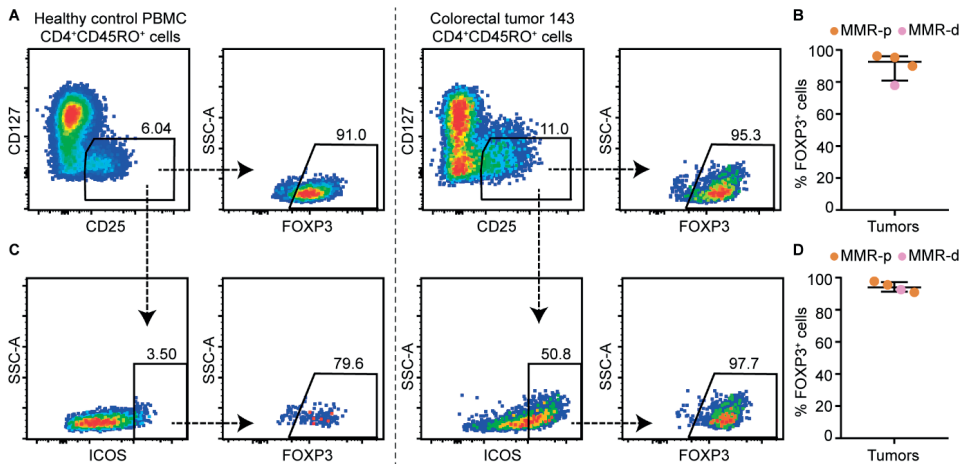 A
Healthy control PBMC
CD4⁺CD45RO⁺ cells
CD127
6.04
CD25
SSC-A
91.0
FOXP3
Colorectal tumor 143
CD4⁺CD45RO⁺ cells
CD127
11.0
CD25
SSC-A
95.3
FOXP3
B
MMR-p MMR-d
% FOXP3⁺ cells
100
80
60
40
20
0
Tumors
C
SSC-A
3.50
ICOS
SSC-A
79.6
FOXP3
SSC-A
50.8
ICOS
SSC-A
97.7
FOXP3
D
MMR-p MMR-d
% FOXP3⁺ cells
100
80
60
40
20
0
Tumors